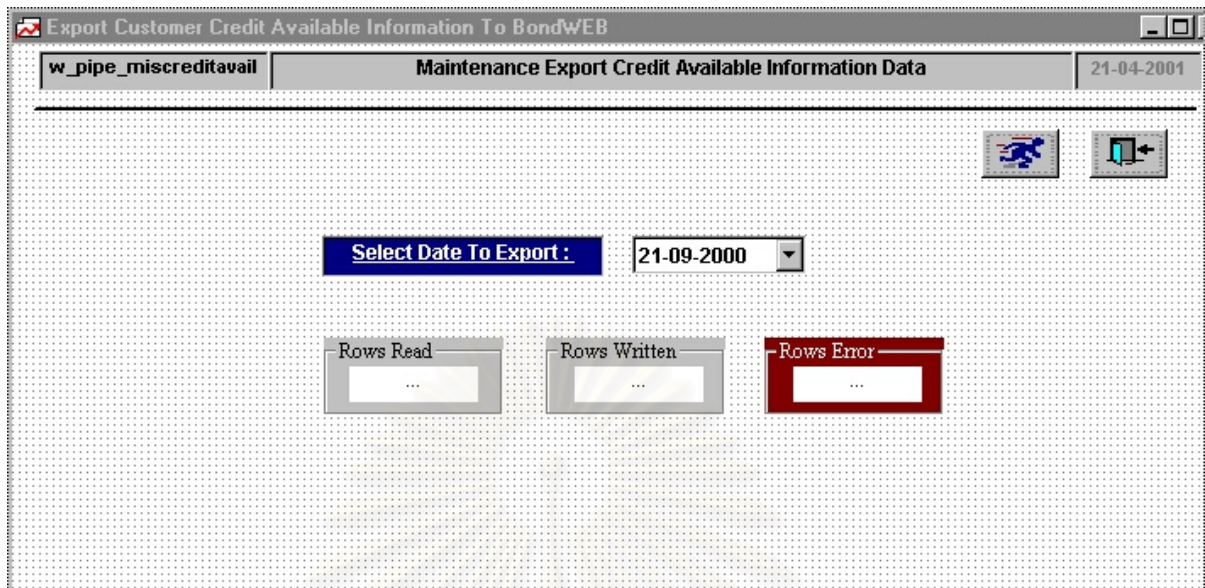 Export Customer Credit Available Information To BondWEB
w_pipe_miscreditavail Maintenance Export Credit Available Information Data 21-04-2001
Select Date To Export : 21-09-2000
Rows Read Rows Written Rows Error
... ... ...